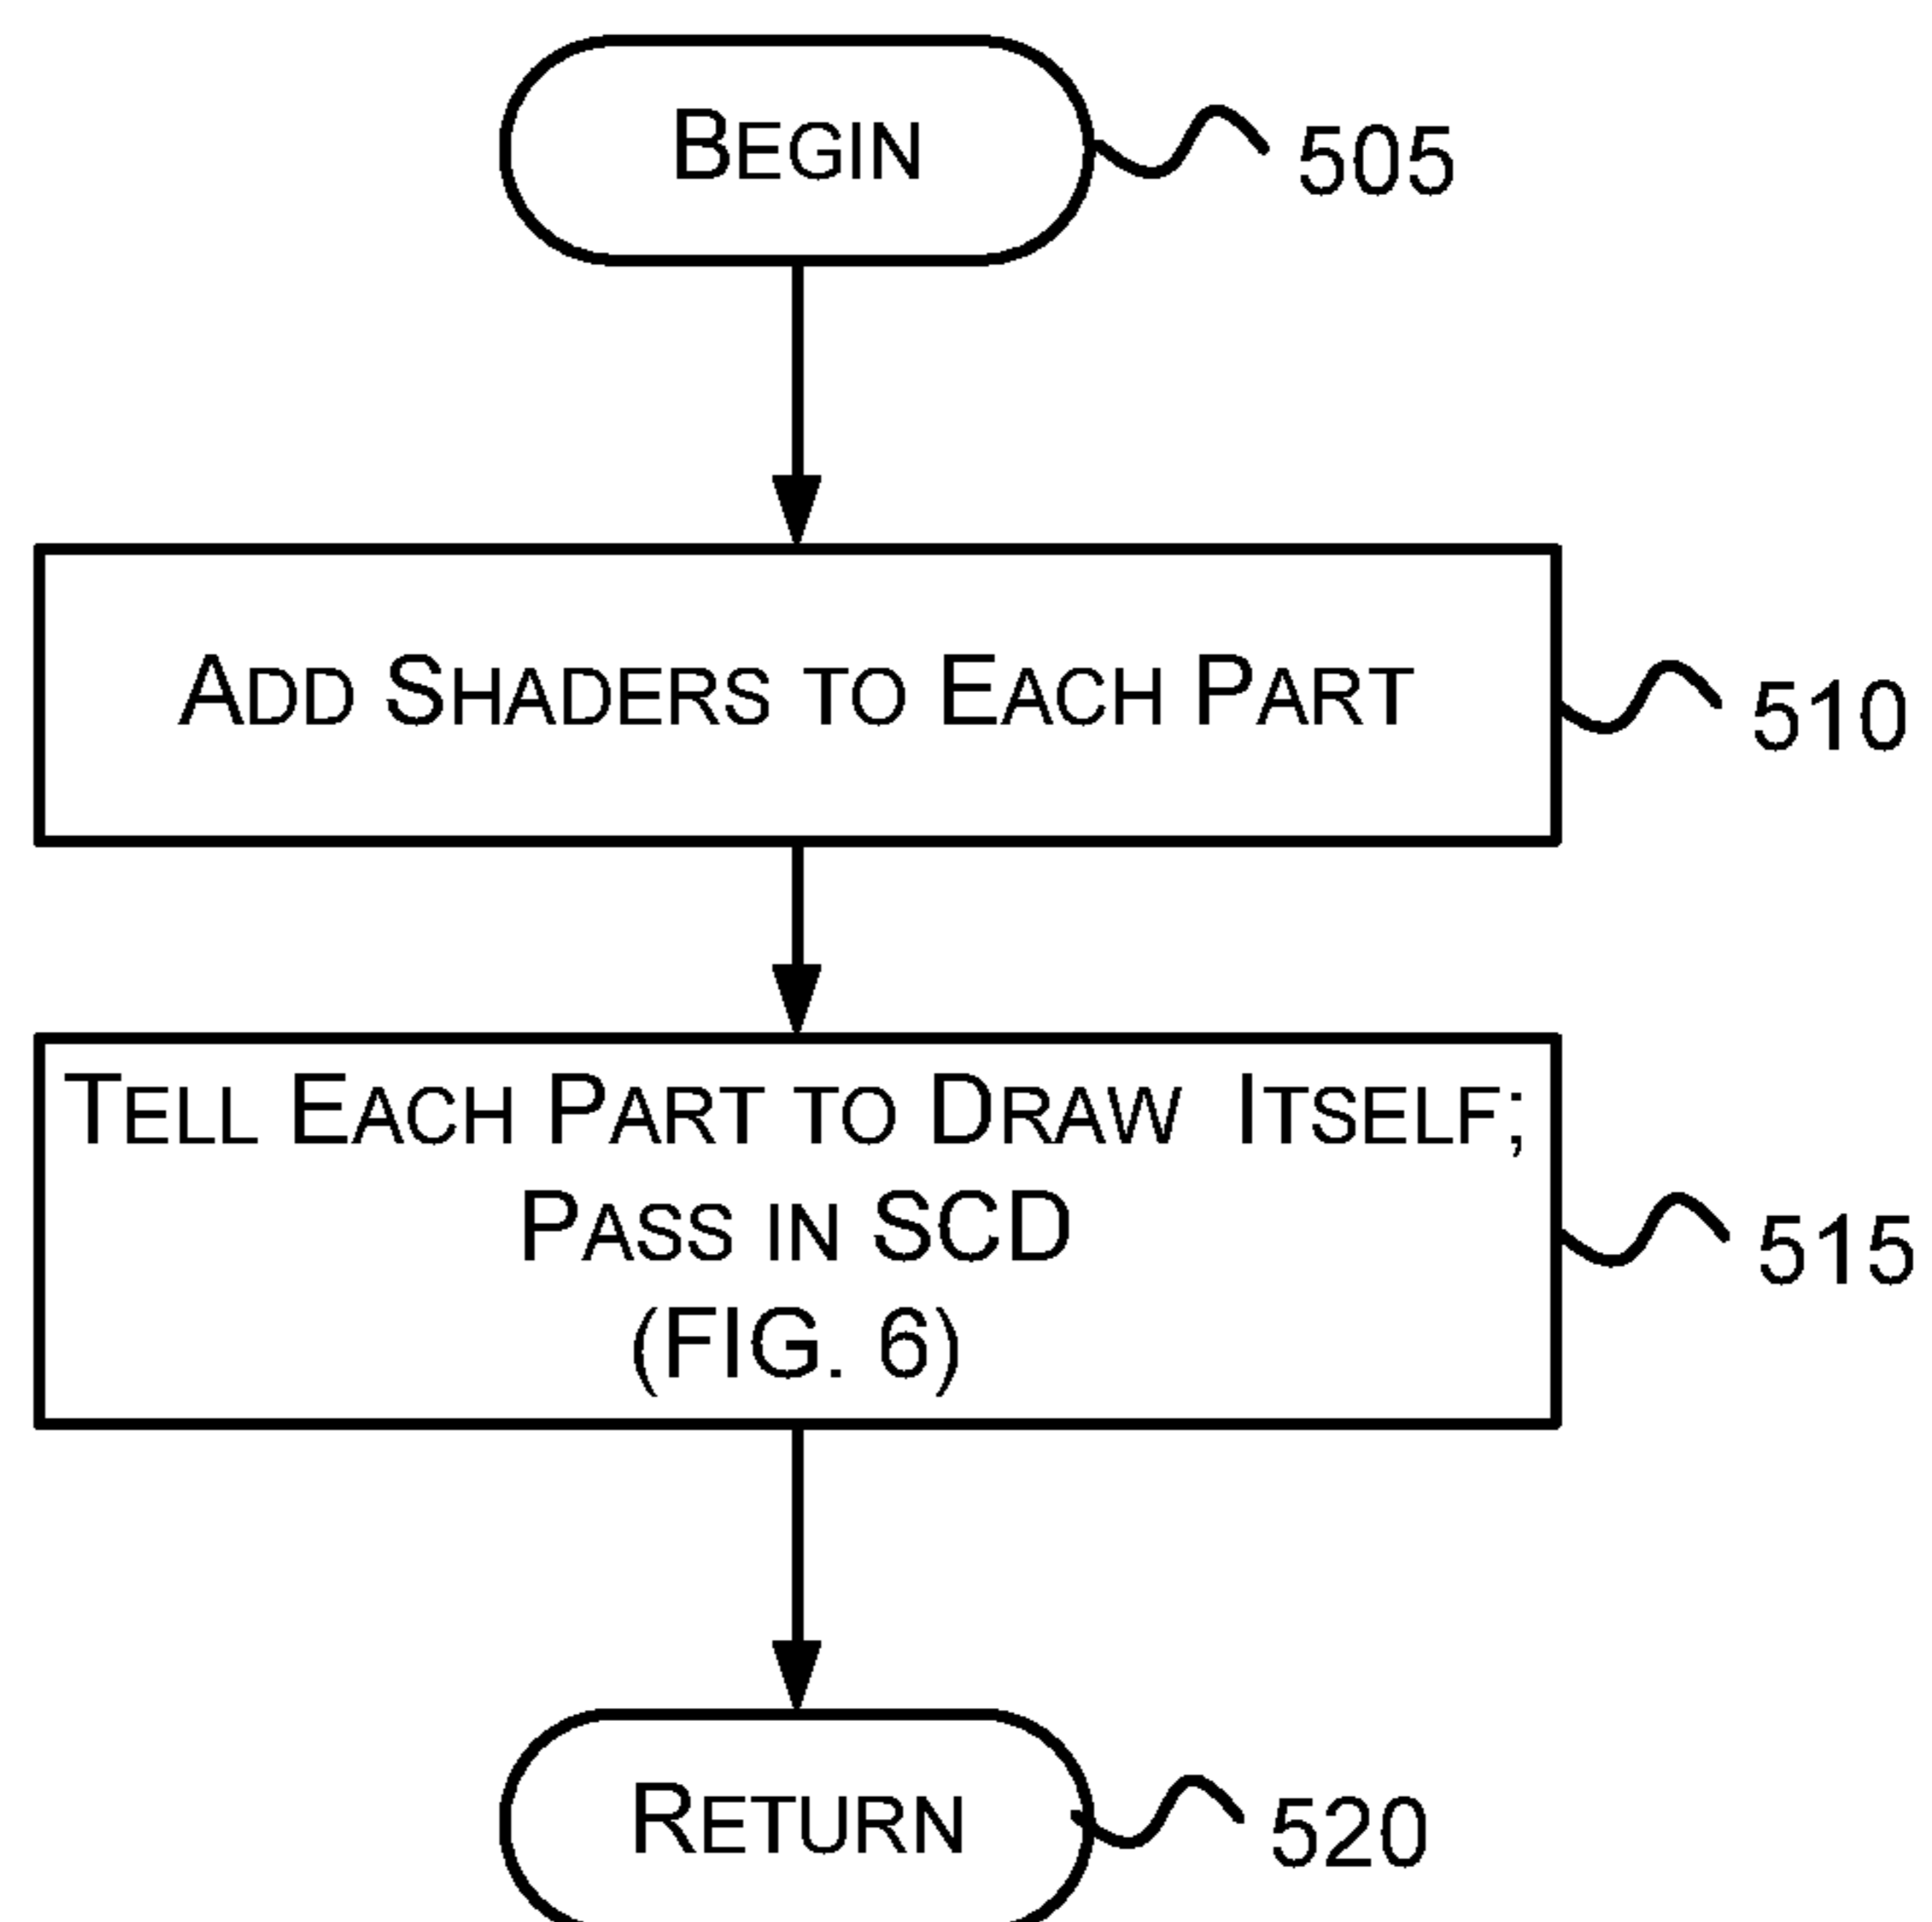 BEGIN
505
ADD SHADERS TO EACH PART
510
TELL EACH PART TO DRAW ITSELF;
PASS IN SCD
(FIG. 6)
515
RETURN
520